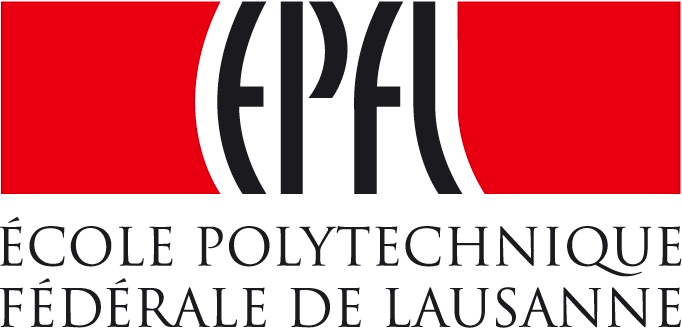 EPFL
ÉCOLE POLYTECHNIQUE
FÉDÉRALE DE LAUSANNE